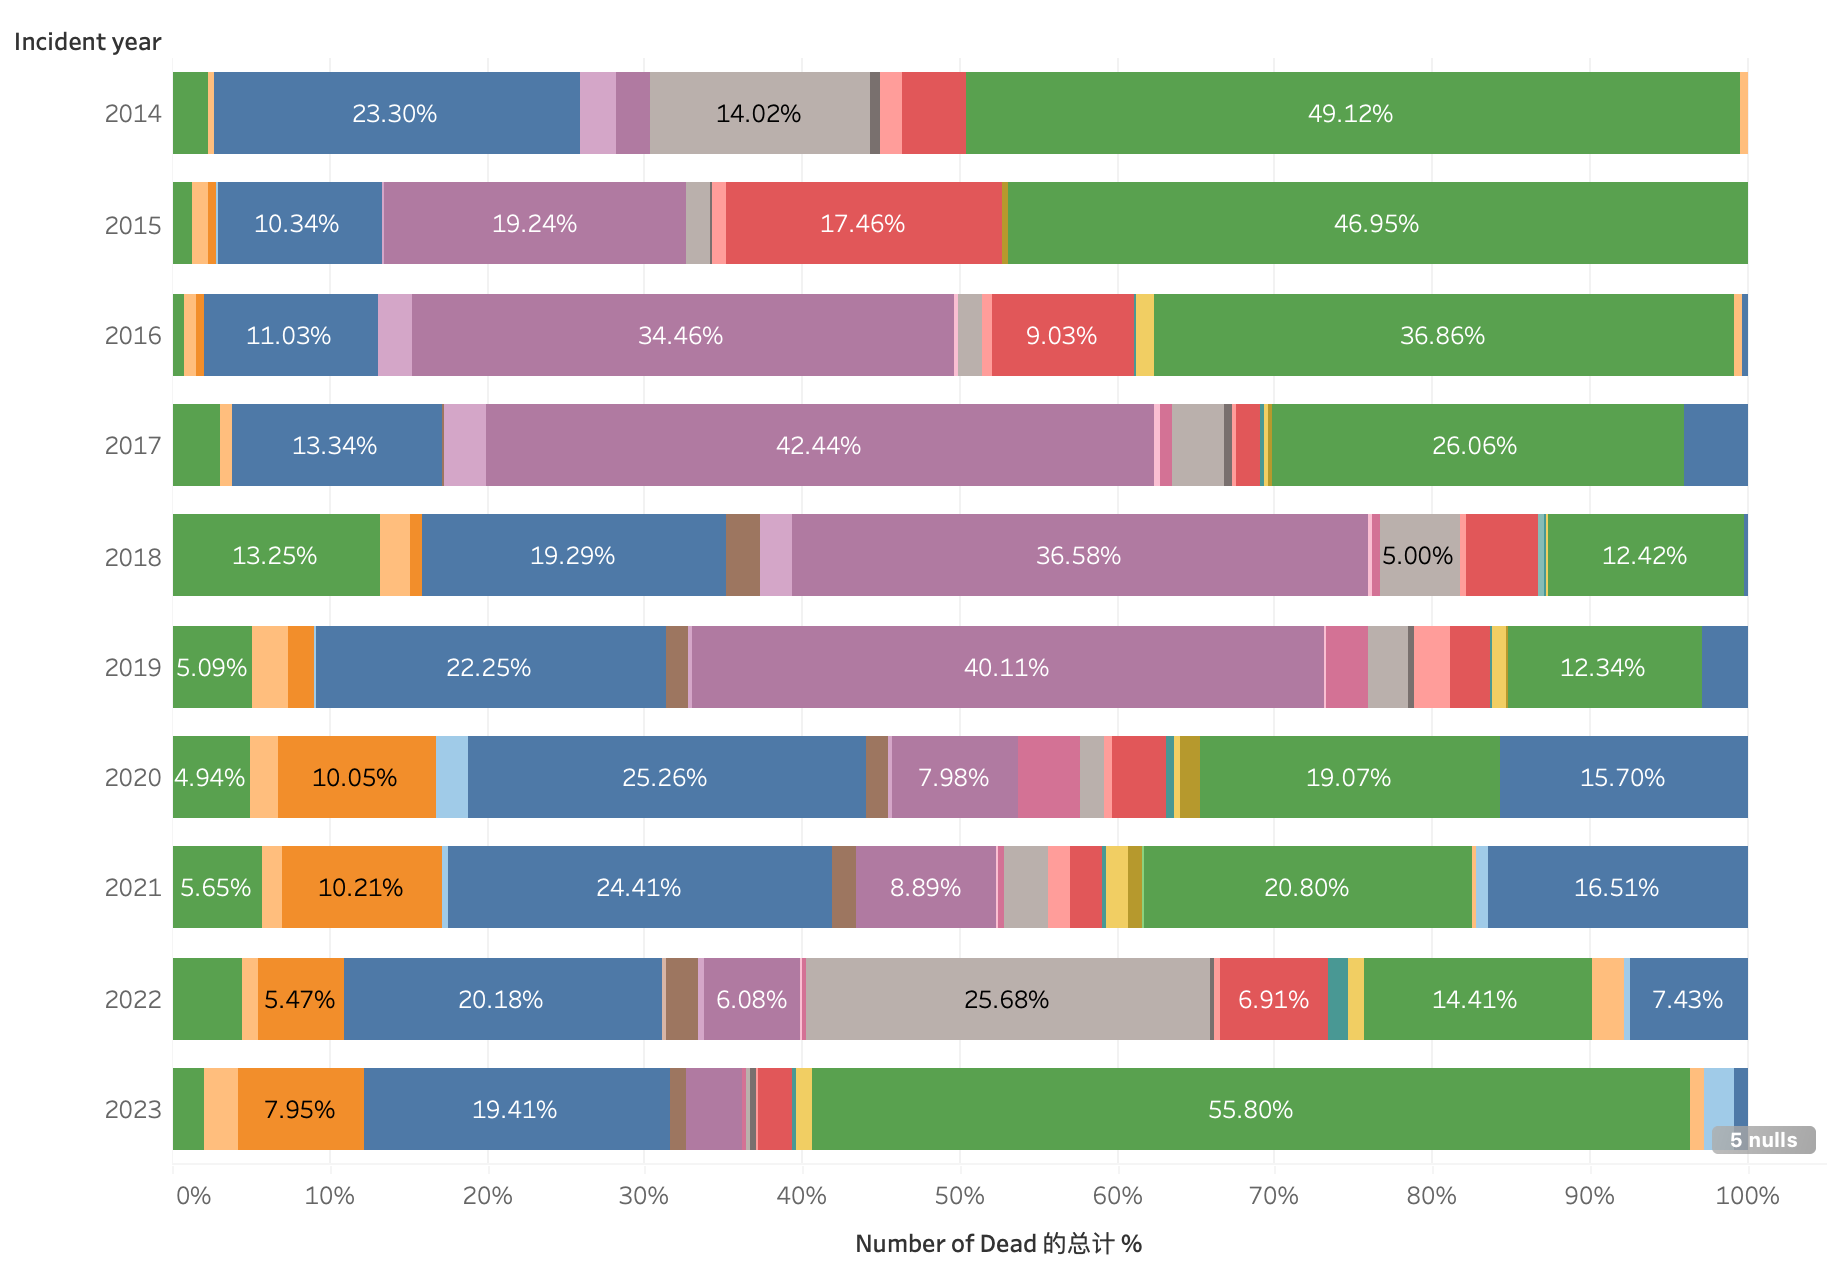 Incident year
2014 23.30% 14.02% 49.12%
2015 10.34% 19.24% 17.46% 46.95%
2016 11.03% 34.46% 9.03% 36.86%
2017 13.34% 42.44% 26.06%
2018 13.25% 19.29% 36.58% 5.00% 12.42%
2019 5.09% 22.25% 40.11% 12.34%
2020 4.94% 10.05% 25.26% 7.98% 19.07% 15.70%
2021 5.65% 10.21% 24.41% 8.89% 20.80% 16.51%
2022 5.47% 20.18% 6.08% 25.68% 6.91% 14.41% 7.43%
2023 7.95% 19.41% 55.80%
5 nulls
0% 10% 20% 30% 40% 50% 60% 70% 80% 90% 100%
Number of Dead 的总计 %